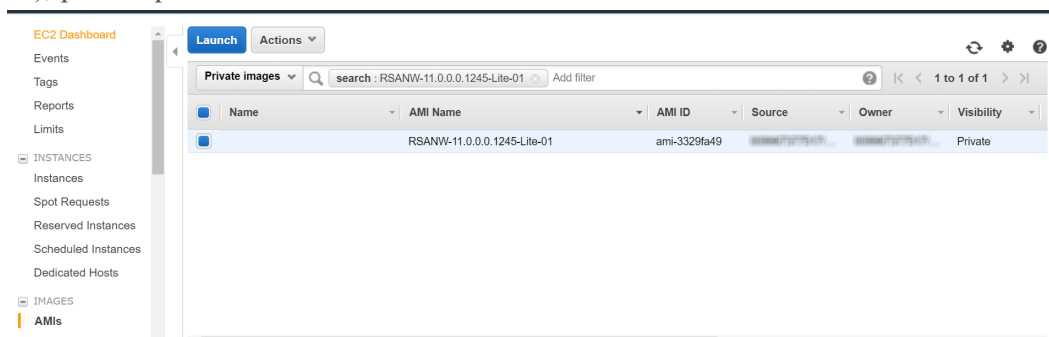 EC2 Dashboard
Events
Tags
Reports
Limits
INSTANCES
Instances
Spot Requests
Reserved Instances
Scheduled Instances
Dedicated Hosts
IMAGES
AMIs
Launch Actions
Private images search : RSANW-11.0.0.0.1245-Lite-01 Add filter 1 to 1 of 1
Name AMI Name AMI ID Source Owner Visibility
RSANW-11.0.0.0.1245-Lite-01 ami-3329fa49 Private